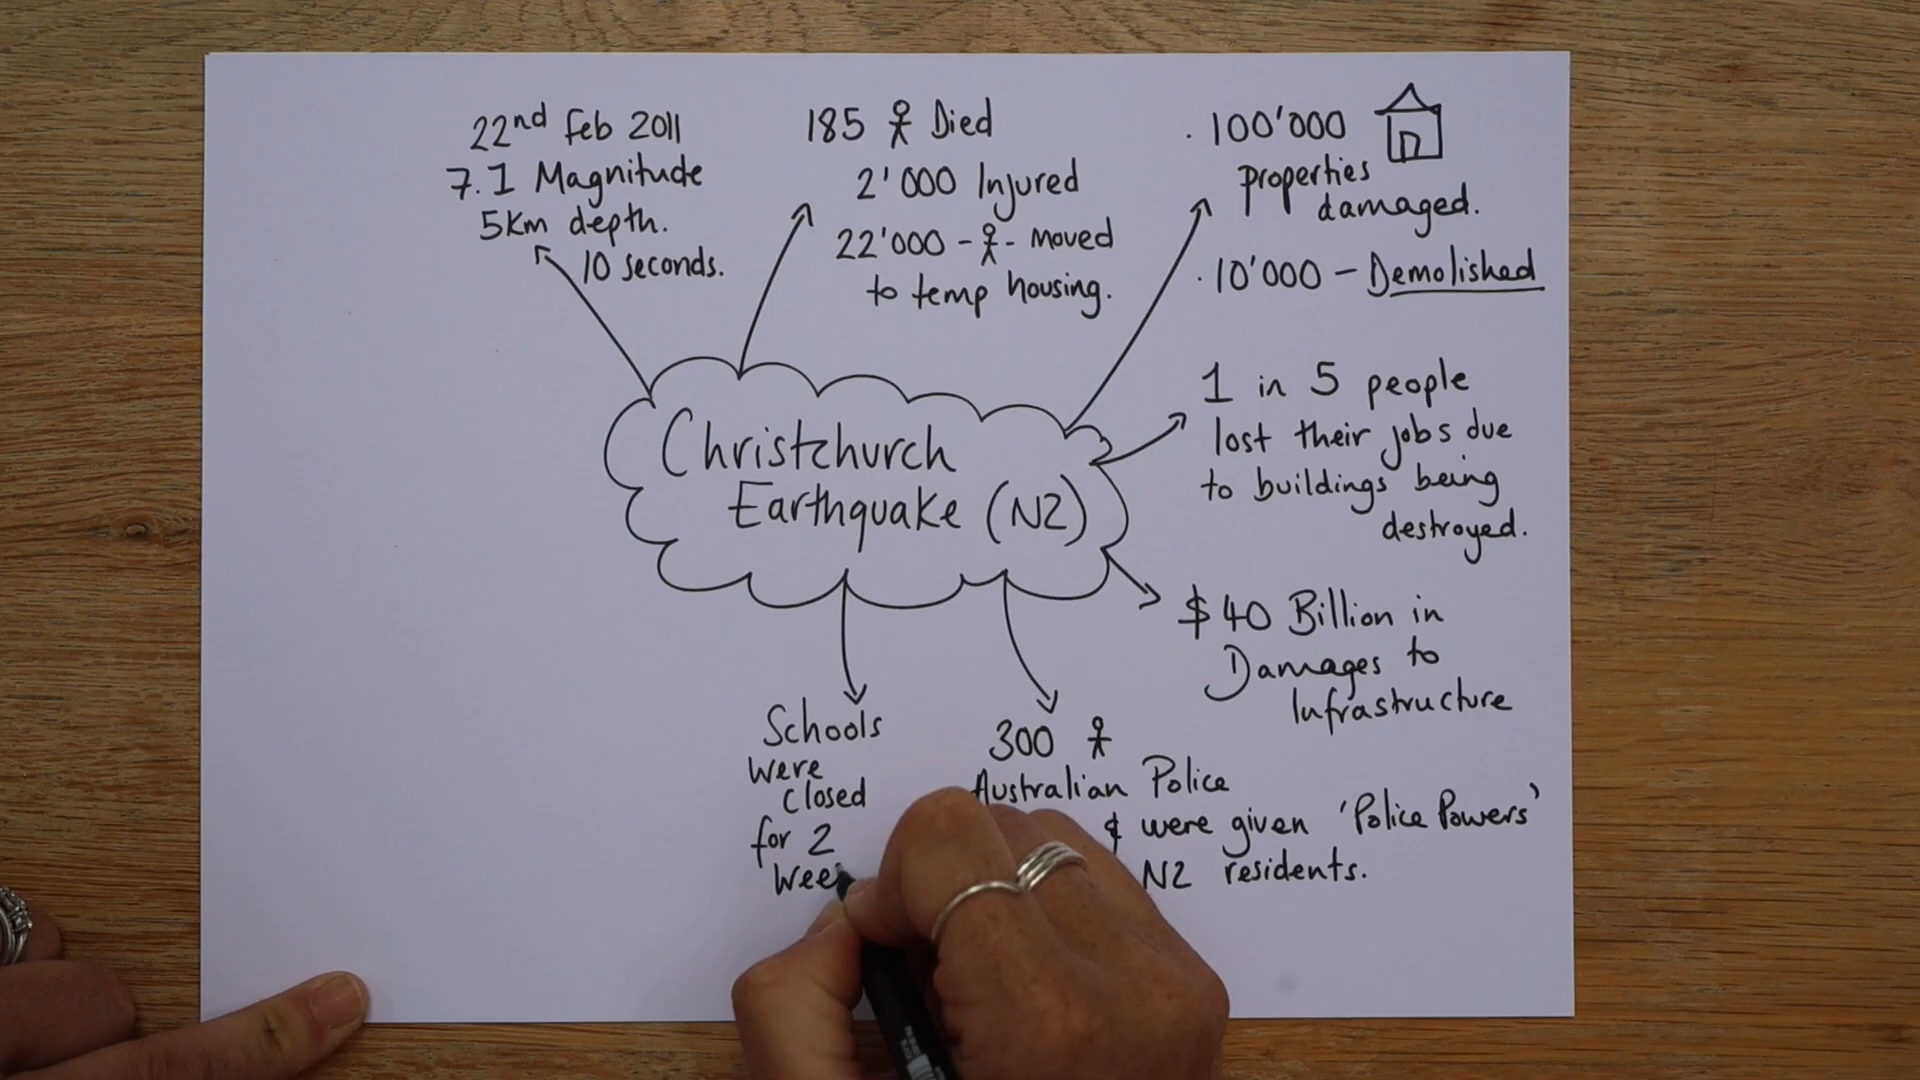 22nd Feb 2011
7.1 Magnitude
5km depth.
10 seconds.
185 Died
2'000 Injured
22'000 - - moved
to temp housing.
. 100'000
properties
damaged.
. 10'000 - Demolished
Christchurch
Earthquake (NZ)
1 in 5 people
lost their jobs due
to buildings being
destroyed.
$40 Billion in
Damages to
Infrastructure
Schools
were
closed
for 2
wee
300
Australian Police
& were given 'Police Powers'
NZ residents.